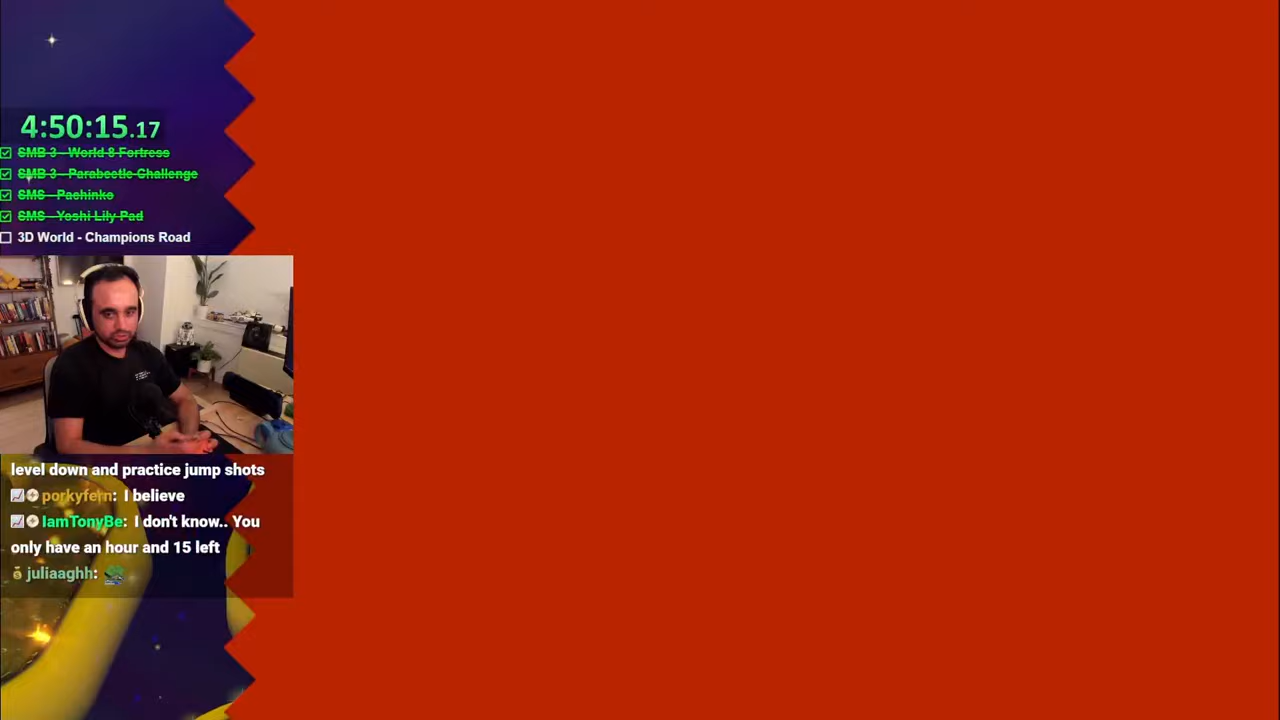 4:50:15.17
SMB 3 - World 8 Fortress
SMB 3 - Parabeetle Challenge
SMS - Pachinko
SMS - Yoshi Lily Pad
3D World - Champions Road
level down and practice jump shots
porkyfern: I believe
IamTonyBe: I don't know.. You
only have an hour and 15 left
juliaaghh: